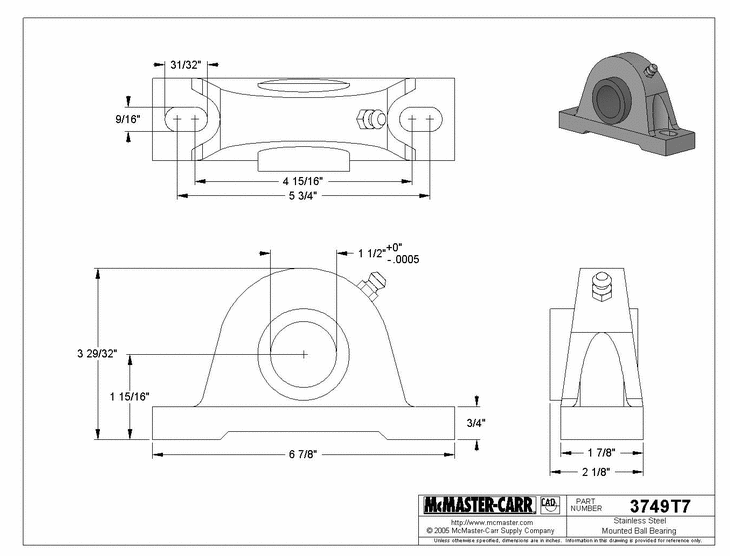 31/32"
9/16"
4 15/16"
5 3/4"
1 1/2" +0" -.0005
3 29/32"
1 15/16"
3/4"
6 7/8"
1 7/8"
2 1/8"
McMASTER-CARR
CAD
PART NUMBER
3749T7
http://www.mcmaster.com
© 2005 McMaster-Carr Supply Company
Stainless Steel
Mounted Ball Bearing
Unless otherwise specified, dimensions are in inches. Information in this drawing is provided for reference only.